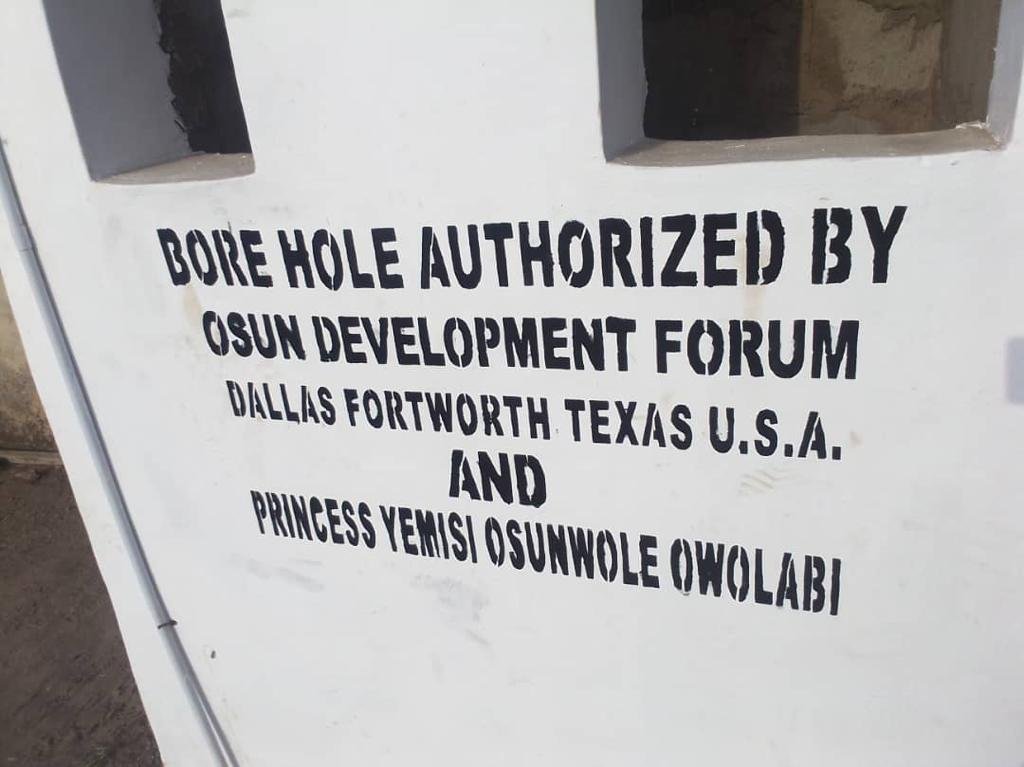 BORE HOLE AUTHORIZED BY
OSUN DEVELOPMENT FORUM
DALLAS FORTWORTH TEXAS U.S.A.
AND
PRINCESS YEMISI OSUNWOLE OWOLABI